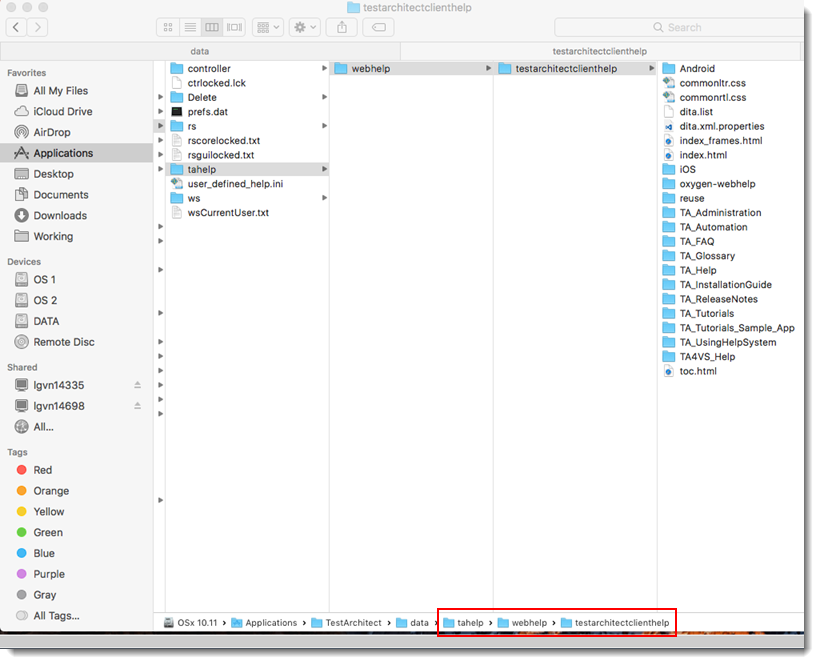 testarchitectclienthelp
Search
data
testarchitectclienthelp
Favorites
All My Files
iCloud Drive
AirDrop
Applications
Desktop
Documents
Downloads
Working
Devices
OS 1
OS 2
DATA
Remote Disc
Shared
lgvn14335
lgvn14698
All...
Tags
Red
Orange
Yellow
Green
Blue
Purple
Gray
All Tags...
controller
ctrlocked.lck
Delete
prefs.dat
rs
rscorelocked.txt
rsguilocked.txt
tahelp
user_defined_help.ini
ws
wsCurrentUser.txt
webhelp
testarchitectclienthelp
Android
commonltr.css
commonrtl.css
dita.list
dita.xml.properties
index_frames.html
index.html
iOS
oxygen-webhelp
reuse
TA_Administration
TA_Automation
TA_FAQ
TA_Glossary
TA_Help
TA_InstallationGuide
TA_ReleaseNotes
TA_Tutorials
TA_Tutorials_Sample_App
TA_UsingHelpSystem
TA4VS_Help
toc.html
OSx 10.11 › Applications › TestArchitect › data › tahelp › webhelp › testarchitectclienthelp